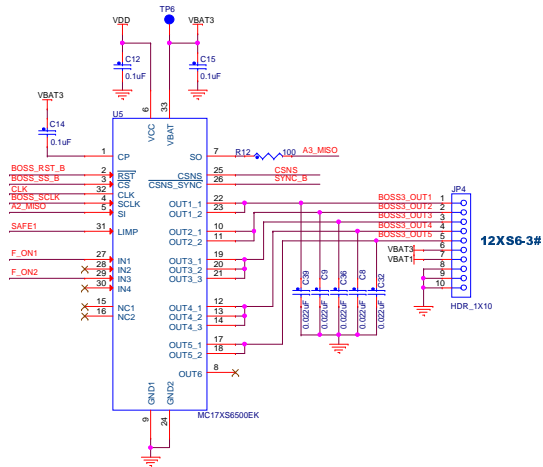 TP6
VDD
VBAT3
C12
0.1uF
C15
0.1uF
VBAT3
C14
0.1uF
U5
6
33
VCC
VBAT
1
CP
SO
7
R12
100
A3_MISO
BOSS_RST_B
2
RST
CSNS
25
CSNS
BOSS_SS_B
3
CS
CSNS_SYNC
26
SYNC_B
CLK
32
CLK
BOSS_SCLK
4
SCLK
OUT1_1
22
BOSS3_OUT1
A2_MISO
5
SI
OUT1_2
23
BOSS3_OUT2
SAFE1
31
LIMP
OUT2_1
10
BOSS3_OUT3
OUT2_2
11
BOSS3_OUT4
BOSS3_OUT5
F_ON1
27
IN1
OUT3_1
19
28
IN2
OUT3_2
20
F_ON2
29
IN3
OUT3_3
21
30
IN4
15
NC1
OUT4_1
12
16
NC2
OUT4_2
13
OUT4_3
14
OUT5_1
17
OUT5_2
18
OUT6
8
GND1
GND2
9
24
MC17XS6500EK
C39
0.022uF
C9
0.022uF
C36
0.022uF
C8
0.022uF
C32
0.022uF
VBAT3
VBAT1
JP4
1
2
3
4
5
6
7
8
9
10
HDR_1X10
12XS6-3#